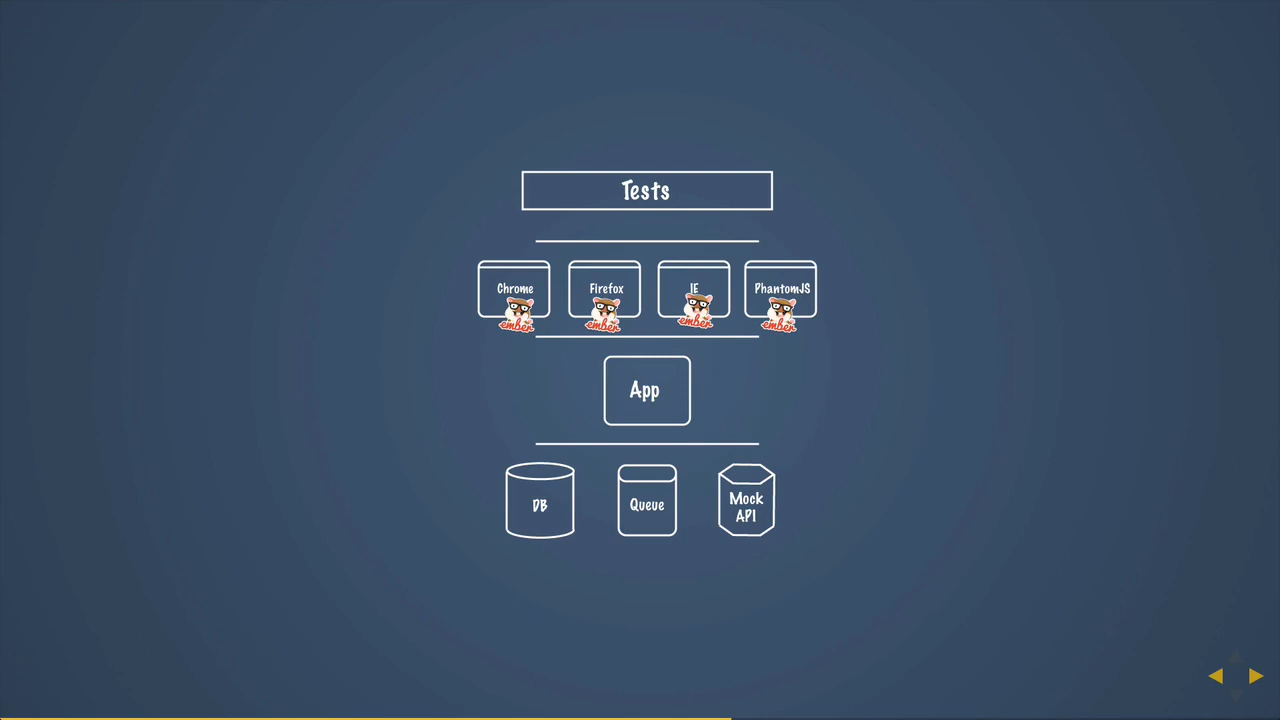 Tests
Chrome
Firefox
IE
PhantomJS
ember
ember
ember
ember
App
DB
Queue
Mock
API